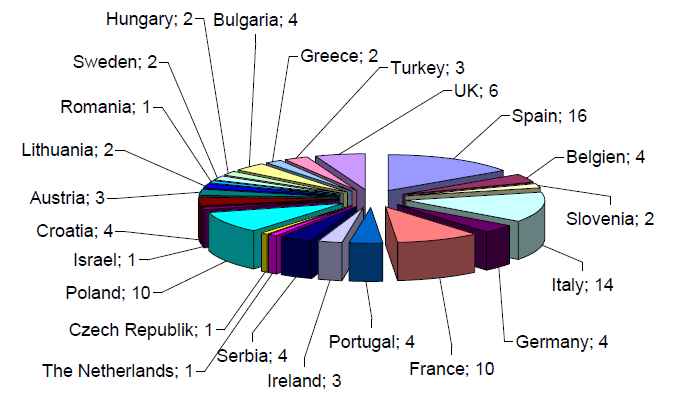 Hungary; 2
Bulgaria; 4
Sweden; 2
Greece; 2
Turkey; 3
Romania; 1
UK; 6
Spain; 16
Lithuania; 2
Belgien; 4
Austria; 3
Slovenia; 2
Croatia; 4
Israel; 1
Italy; 14
Poland; 10
Czech Republik; 1
Portugal; 4
Germany; 4
Serbia; 4
The Netherlands; 1
France; 10
Ireland; 3